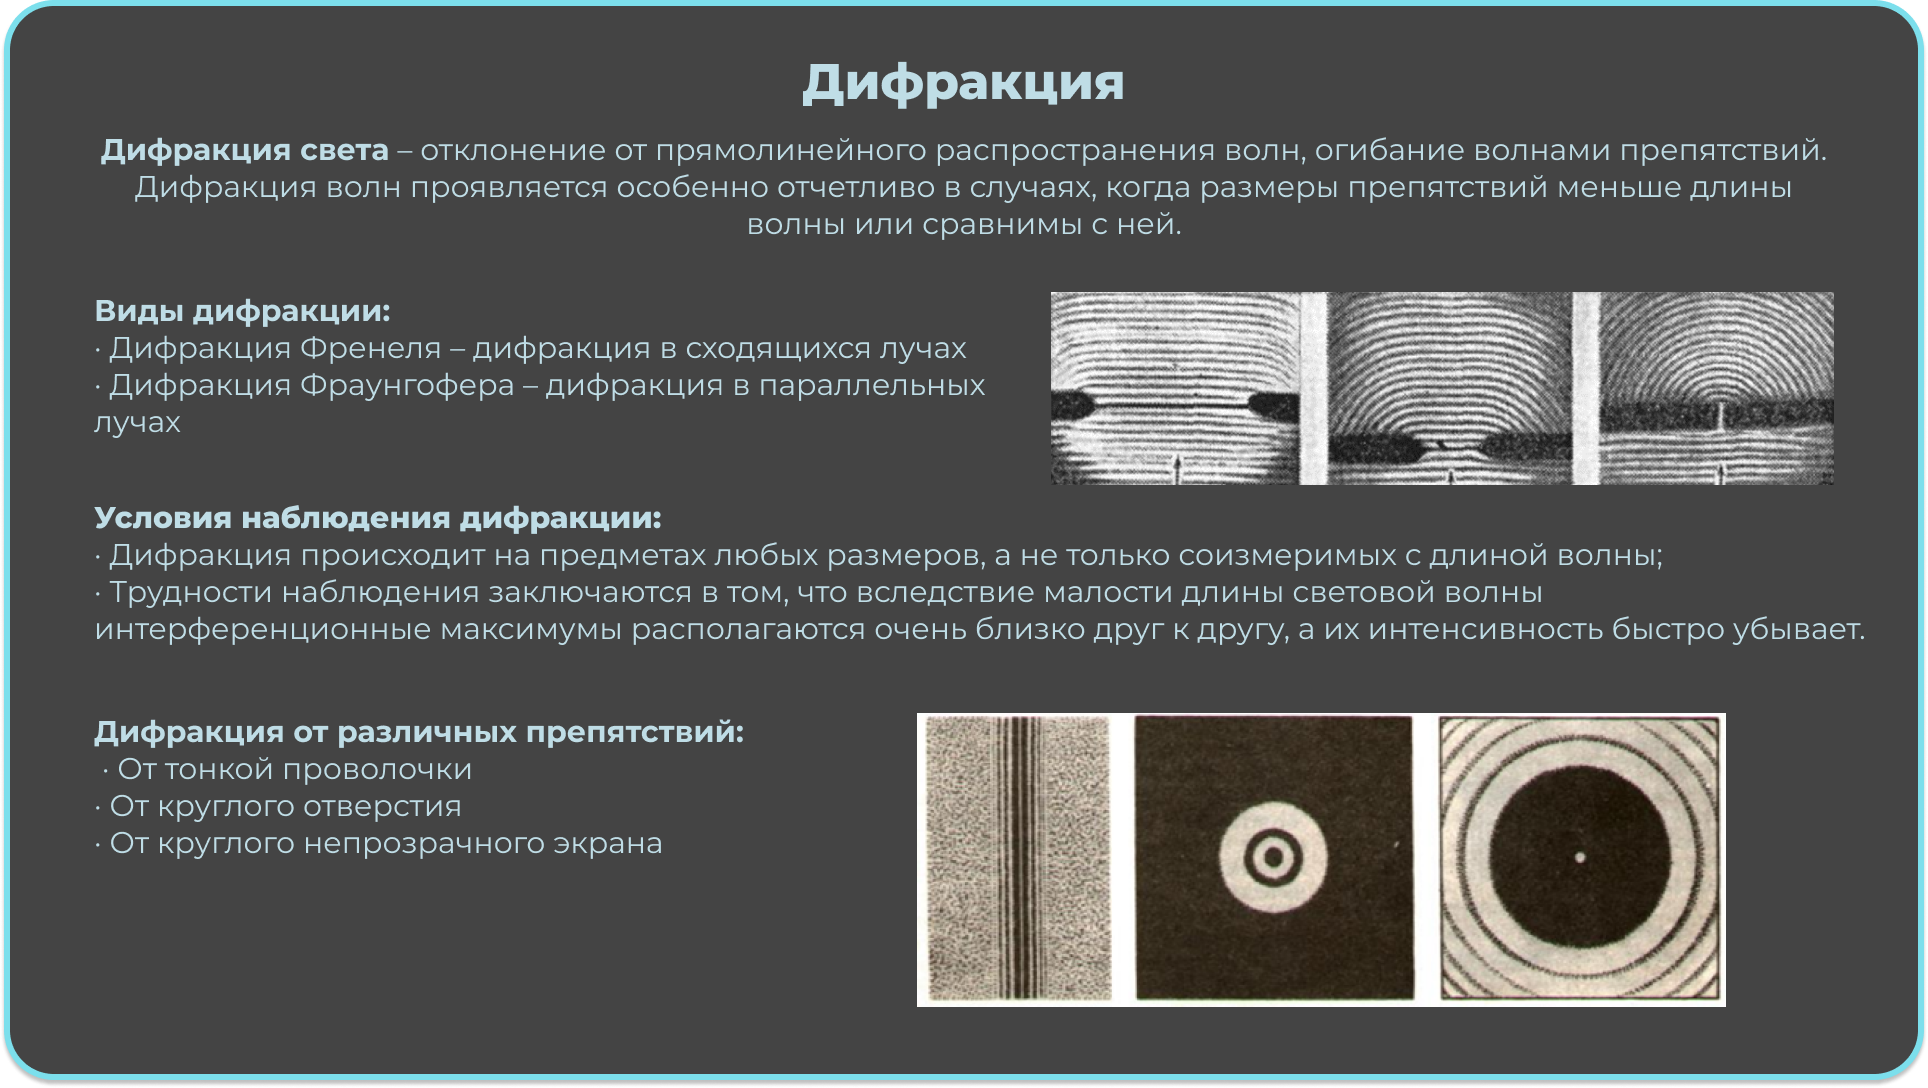 Дифракция
Дифракция света – отклонение от прямолинейного распространения волн, огибание волнами препятствий.
Дифракция волн проявляется особенно отчетливо в случаях, когда размеры препятствий меньше длины
волны или сравнимы с ней.
Виды дифракции:
· Дифракция Френеля – дифракция в сходящихся лучах
· Дифракция Фраунгофера – дифракция в параллельных
лучах
Условия наблюдения дифракции:
· Дифракция происходит на предметах любых размеров, а не только соизмеримых с длиной волны;
· Трудности наблюдения заключаются в том, что вследствие малости длины световой волны
интерференционные максимумы располагаются очень близко друг к другу, а их интенсивность быстро убывает.
Дифракция от различных препятствий:
· От тонкой проволочки
· От круглого отверстия
· От круглого непрозрачного экрана